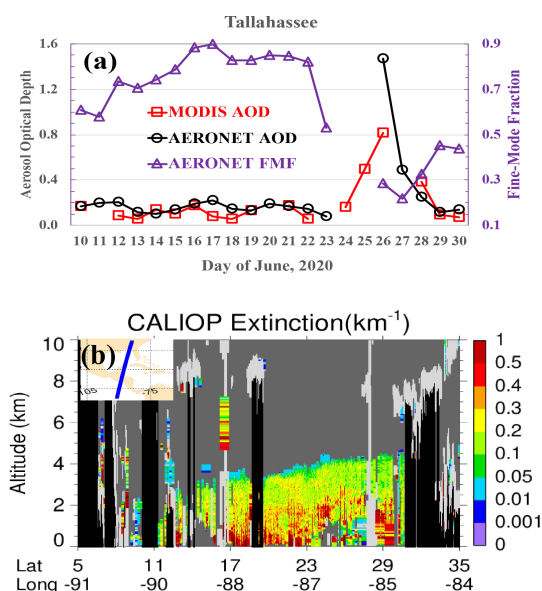 Tallahassee
1.6 0.9
(a)
1.2 0.7
MODIS AOD
0.8 AERONET AOD 0.5
AERONET FMF
0.4 0.3
0.0 0.1
Aerosol Optical Depth
Fine-Mode Fraction
10 11 12 13 14 15 16 17 18 19 20 21 22 23 24 25 26 27 28 29 30
Day of June, 2020
CALIOP Extinction(km-1)
10 1
(b)
-75
8 0.5
0.4
6 0.3
0.2
4 0.1
0.05
2 0.01
0.001
0 0
Altitude (km)
Lat 5 11 17 23 29 35
Long -91 -90 -88 -87 -85 -84